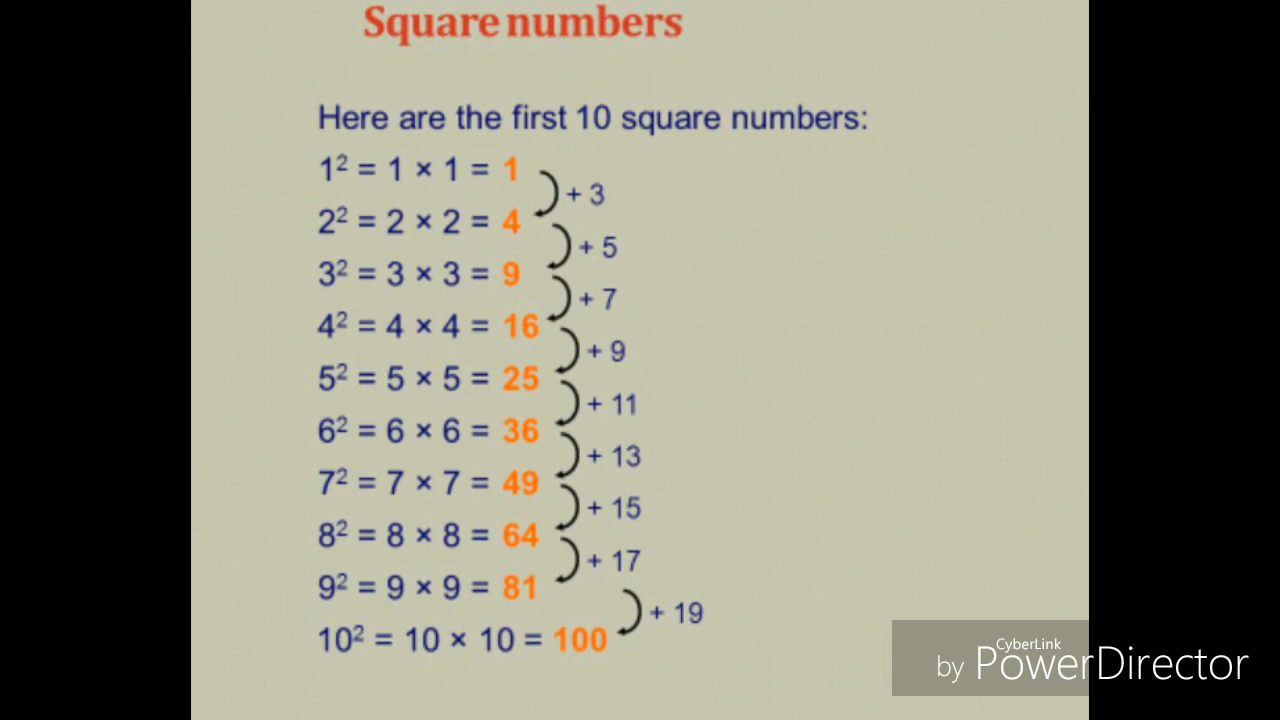 Square numbers
Here are the first 10 square numbers:
1² = 1 × 1 = 1
+ 3
2² = 2 × 2 = 4
+ 5
3² = 3 × 3 = 9
+ 7
4² = 4 × 4 = 16
+ 9
5² = 5 × 5 = 25
+ 11
6² = 6 × 6 = 36
+ 13
7² = 7 × 7 = 49
+ 15
8² = 8 × 8 = 64
+ 17
9² = 9 × 9 = 81
+ 19
10² = 10 × 10 = 100
CyberLink
by PowerDirector